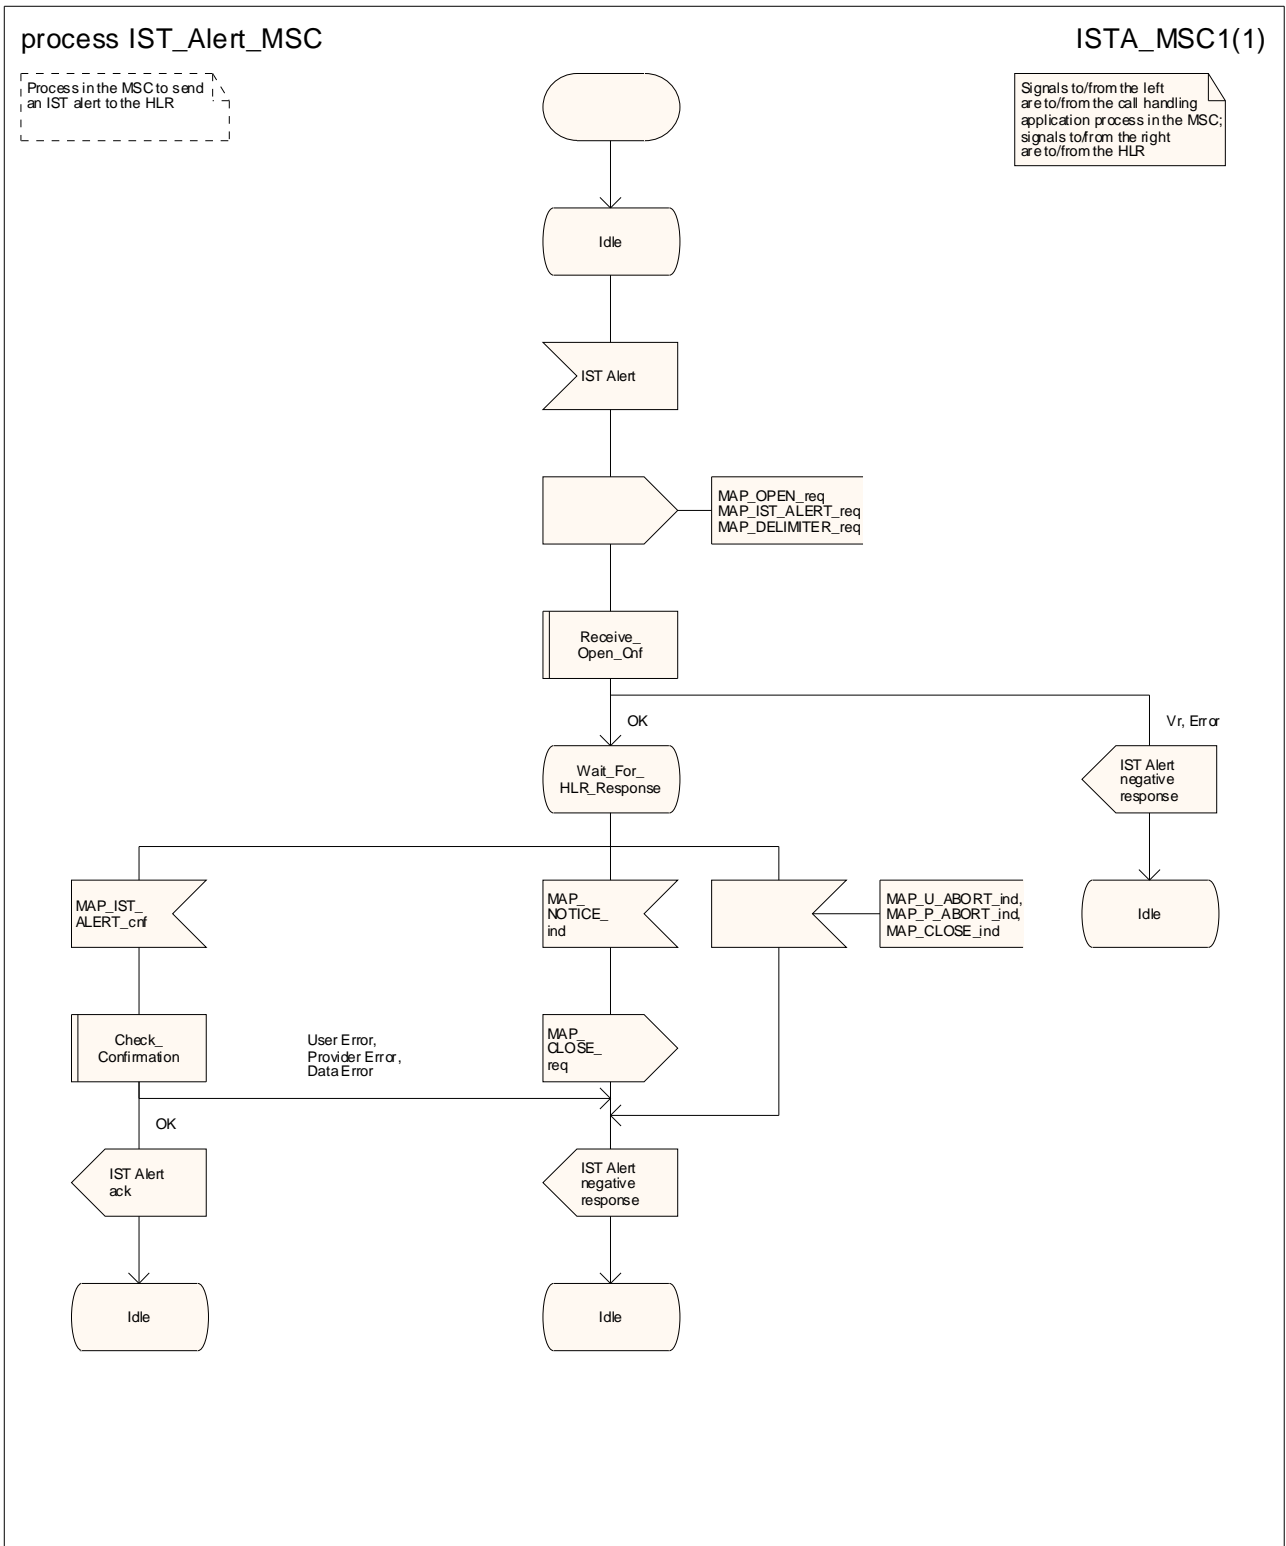 process IST_Alert_MSC
ISTA_MSC1(1)
Process in the MSC to send
an IST alert to the HLR
Signals to/from the left
are to/from the call handling
application process in the MSC;
signals to/from the right
are to/from the HLR
Idle
IST Alert
MAP_OPEN_req
MAP_IST_ALERT_req
MAP_DELIMITER_req
Receive_
Open_Cnf
OK
Vr, Error
Wait_For_
HLR_Response
IST Alert
negative
response
MAP_IST_
ALERT_cnf
MAP_
NOTICE_
ind
MAP_U_ABORT_ind,
MAP_P_ABORT_ind,
MAP_CLOSE_ind
Idle
Check_
Confirmation
User Error,
Provider Error,
Data Error
MAP_
CLOSE_
req
OK
IST Alert
ack
IST Alert
negative
response
Idle
Idle